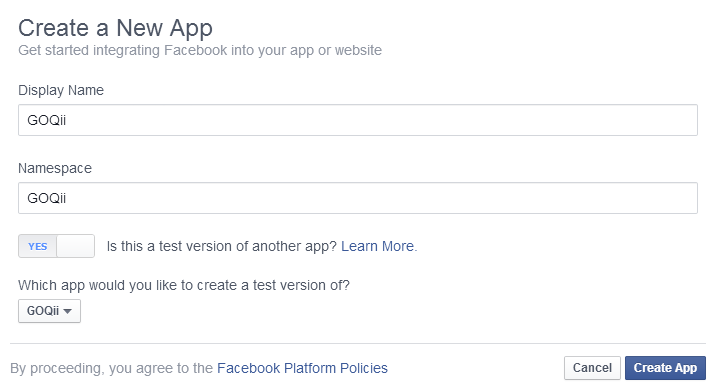 Create a New App
Get started integrating Facebook into your app or website
Display Name
GOQii
Namespace
GOQii
YES Is this a test version of another app? Learn More.
Which app would you like to create a test version of?
GOQii
By proceeding, you agree to the Facebook Platform Policies Cancel Create App